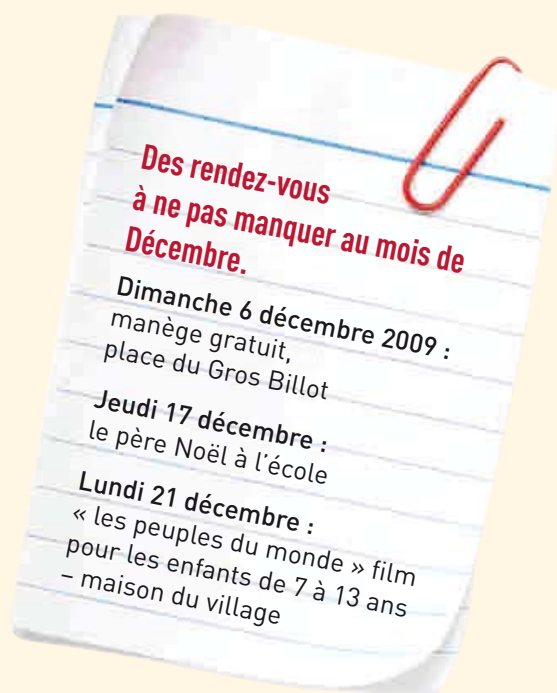 Des rendez-vous
à ne pas manquer au mois de
Décembre.
Dimanche 6 décembre 2009 :
manège gratuit,
place du Gros Billot
Jeudi 17 décembre :
le père Noël à l'école
Lundi 21 décembre :
« les peuples du monde » film
pour les enfants de 7 à 13 ans
– maison du village